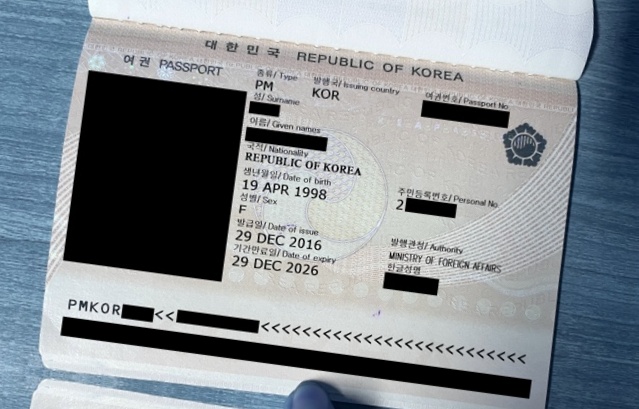 대한민국 REPUBLIC OF KOREA
여권 PASSPORT
종류/ Type 발행국/ Issuing country 여권번호/ Passport No
PM KOR
성/ Surname
이름/ Given names
국적/ Nationality
REPUBLIC OF KOREA
생년월일/ Date of birth 주민등록번호/ Personal No
19 APR 1998 2
성별/ Sex
F
발급일/ Date of issue 발행관청/ Authority
29 DEC 2016 MINISTRY OF FOREIGN AFFAIRS
기간만료일/ Date of expiry 한글성명
29 DEC 2026
PMKOR <<
<<<<<<<<<<<<<<<<<<<<<<<<<<<<